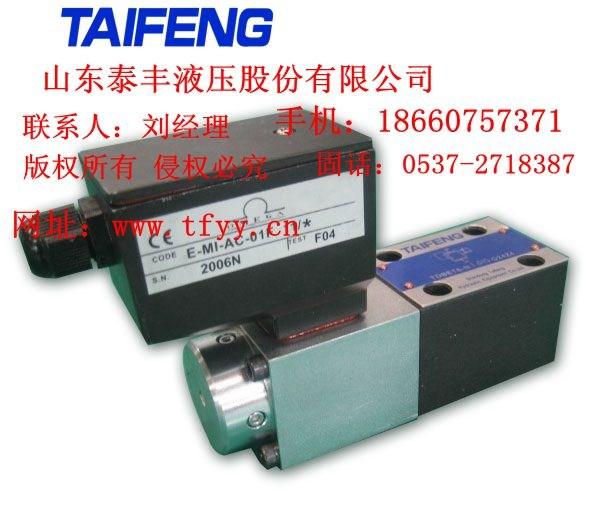 TAIFENG
山东泰丰液压股份有限公司
联系人：刘经理 手机：18660757371
版权所有 侵权必究 固话：0537-2718387
网址：www.tfyy.cn
CODE E-MI-AC-01 /*
S.N. 2006N TEST F04
TAIFENG